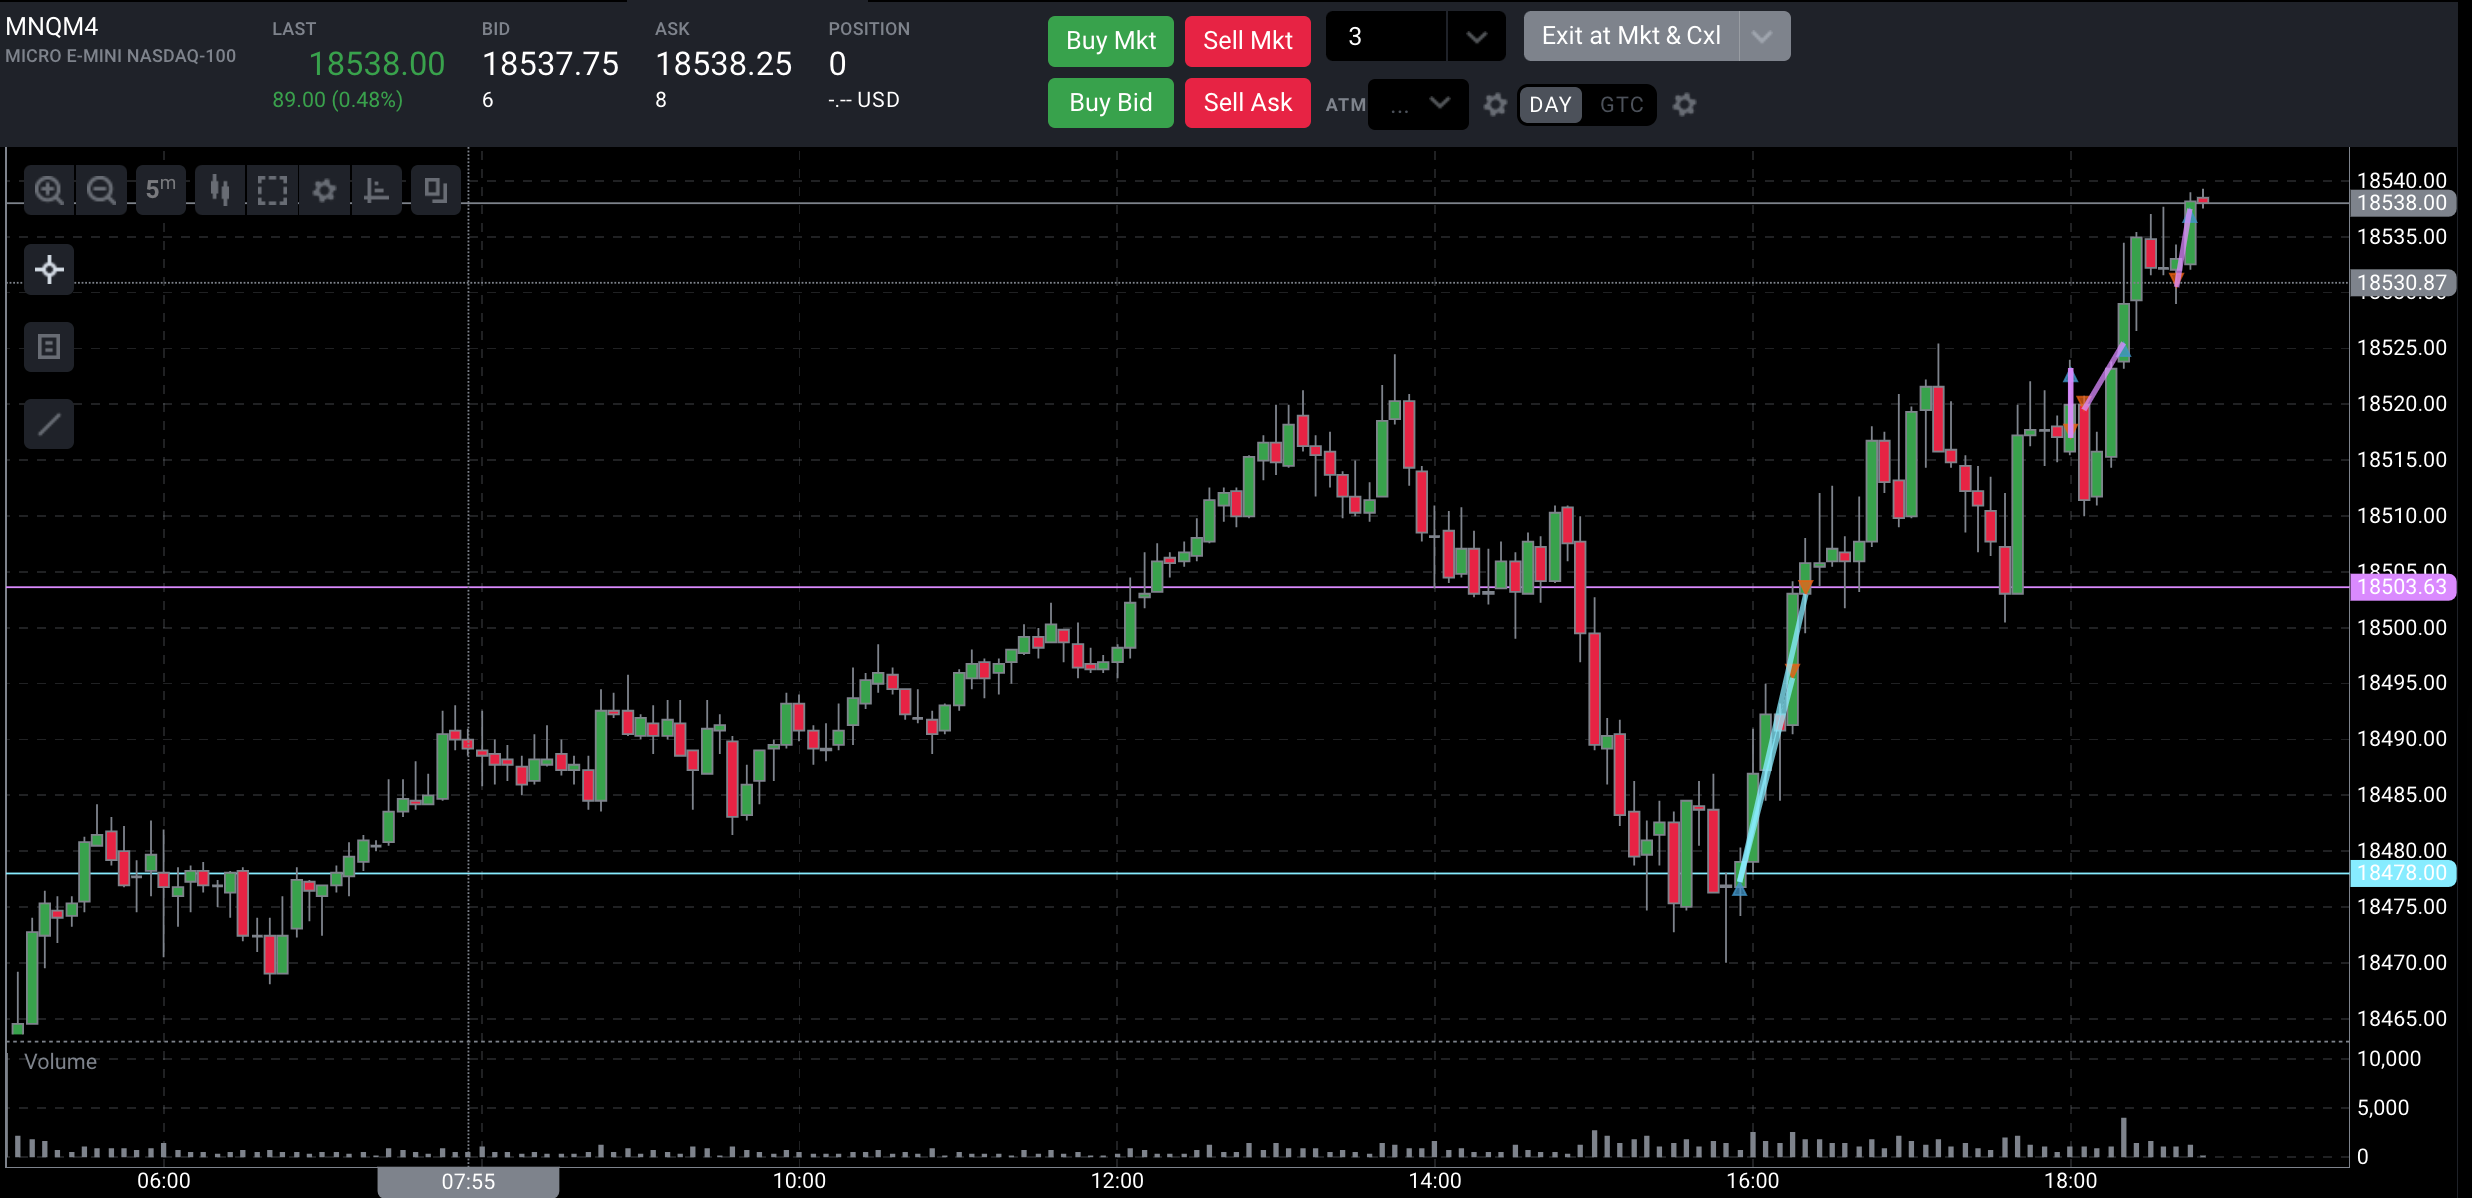 MNQM4
MICRO E-MINI NASDAQ-100
LAST
18538.00
89.00 (0.48%)
BID
18537.75
6
ASK
18538.25
8
POSITION
0
-.-- USD
Buy Mkt
Sell Mkt
3
Exit at Mkt & Cxl
Buy Bid
Sell Ask
ATM
...
DAY
GTC
5m
18540.00
18538.00
18535.00
18530.87
18525.00
18520.00
18515.00
18510.00
18505.00
18503.63
18500.00
18495.00
18490.00
18485.00
18480.00
18478.00
18475.00
18470.00
18465.00
Volume
10,000
5,000
0
06:00
07:55
10:00
12:00
14:00
16:00
18:00